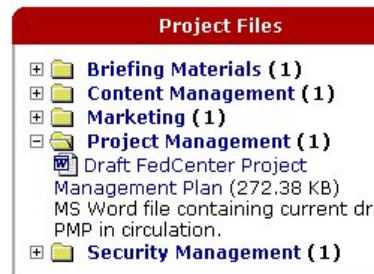 Project Files
Briefing Materials (1)
Content Management (1)
Marketing (1)
Project Management (1)
Draft FedCenter Project
Management Plan (272.38 KB)
MS Word file containing current dr
PMP in circulation.
Security Management (1)